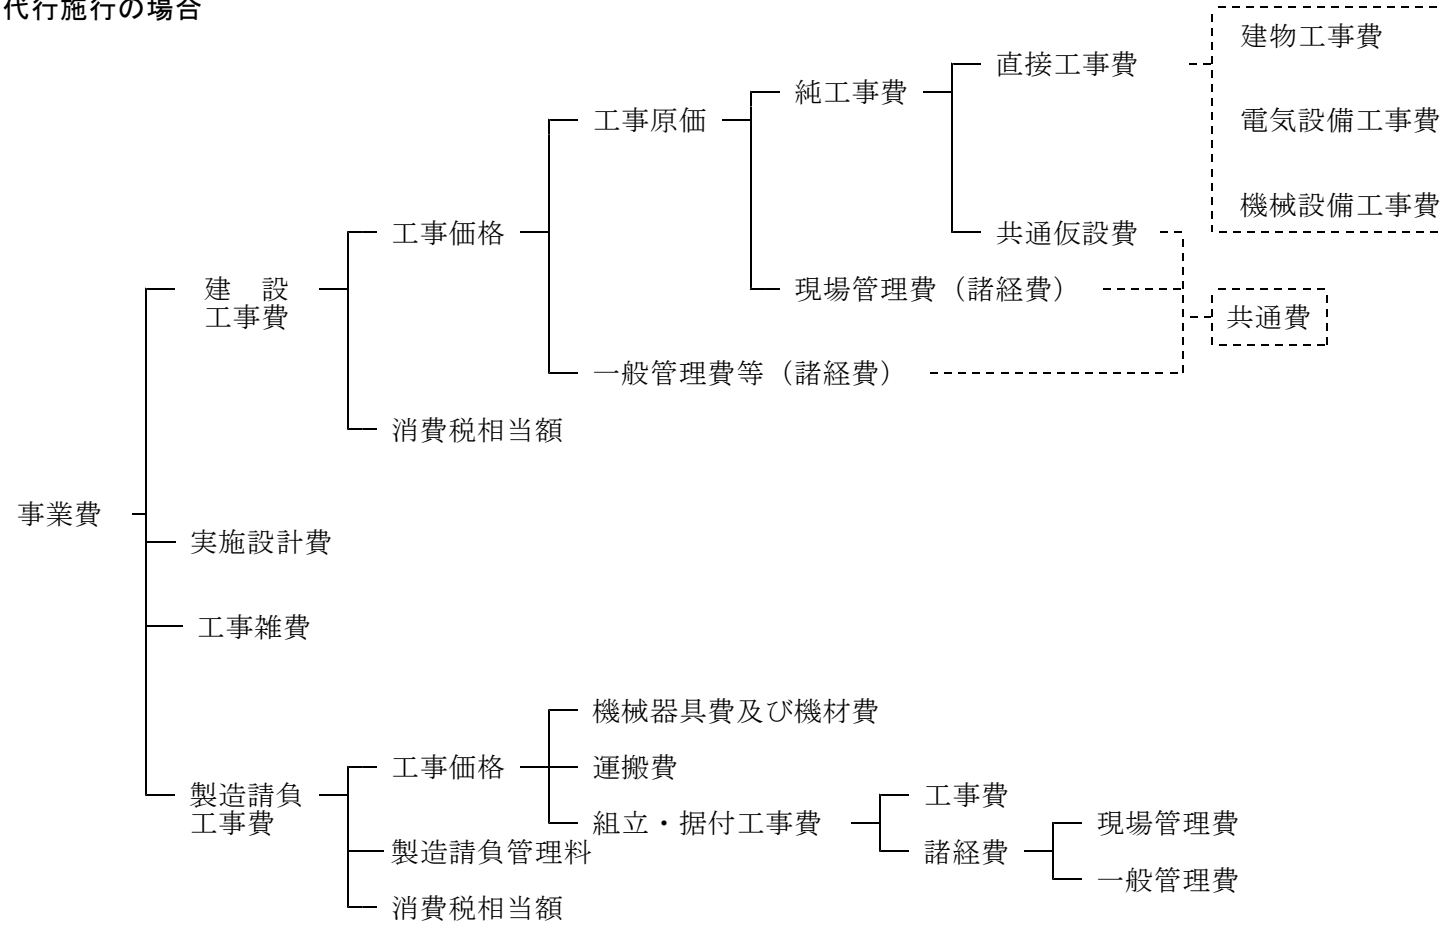 代行施行の場合
建物工事費
直接工事費
純工事費
工事原価
電気設備工事費
機械設備工事費
工事価格
共通仮設費
建　設
工事費
現場管理費（諸経費）
共通費
一般管理費等（諸経費）
消費税相当額
事業費
実施設計費
工事雑費
機械器具費及び機材費
工事価格
運搬費
製造請負
工事費
組立・据付工事費
工事費
現場管理費
製造請負管理料
諸経費
一般管理費
消費税相当額